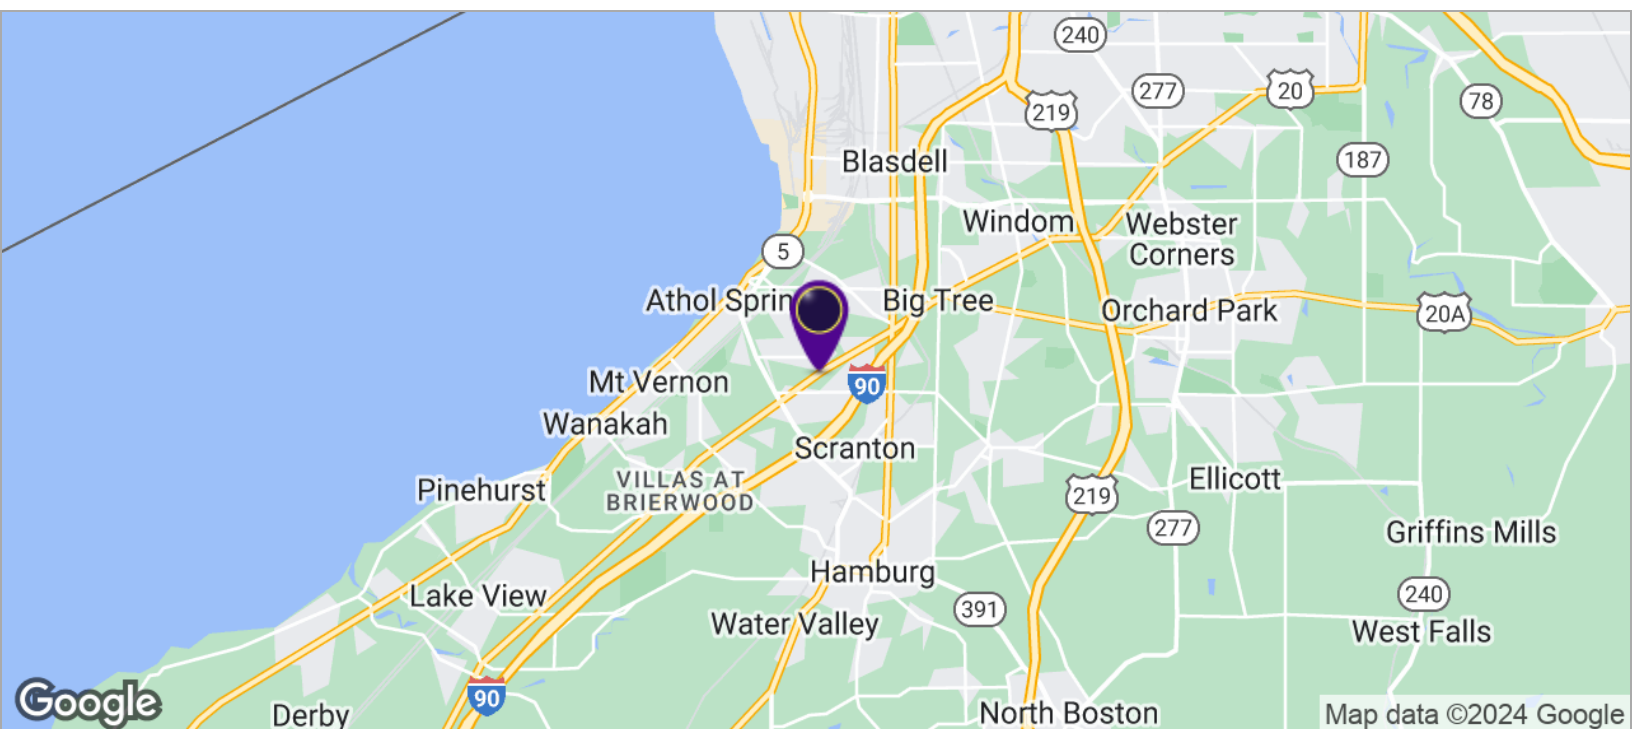 240
277
20
78
219
187
Blasdell
Windom
Webster
Corners
5
Athol Sprin
Big Tree
Orchard Park
20A
Mt Vernon
90
Wanakah
Scranton
VILLAS AT
BRIERWOOD
Pinehurst
Ellicott
219
277
Griffins Mills
Hamburg
Lake View
391
240
Water Valley
West Falls
90
Google
Derby
North Boston
Map data ©2024 Google